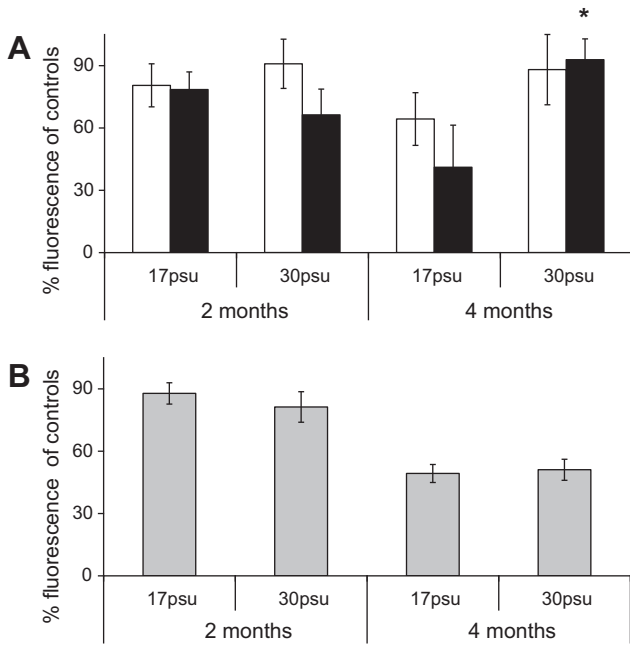 *
A
% fluorescence of controls
90
60
30
0
17psu 30psu 17psu 30psu
2 months 4 months
B
% fluorescence of controls
90
60
30
0
17psu 30psu 17psu 30psu
2 months 4 months